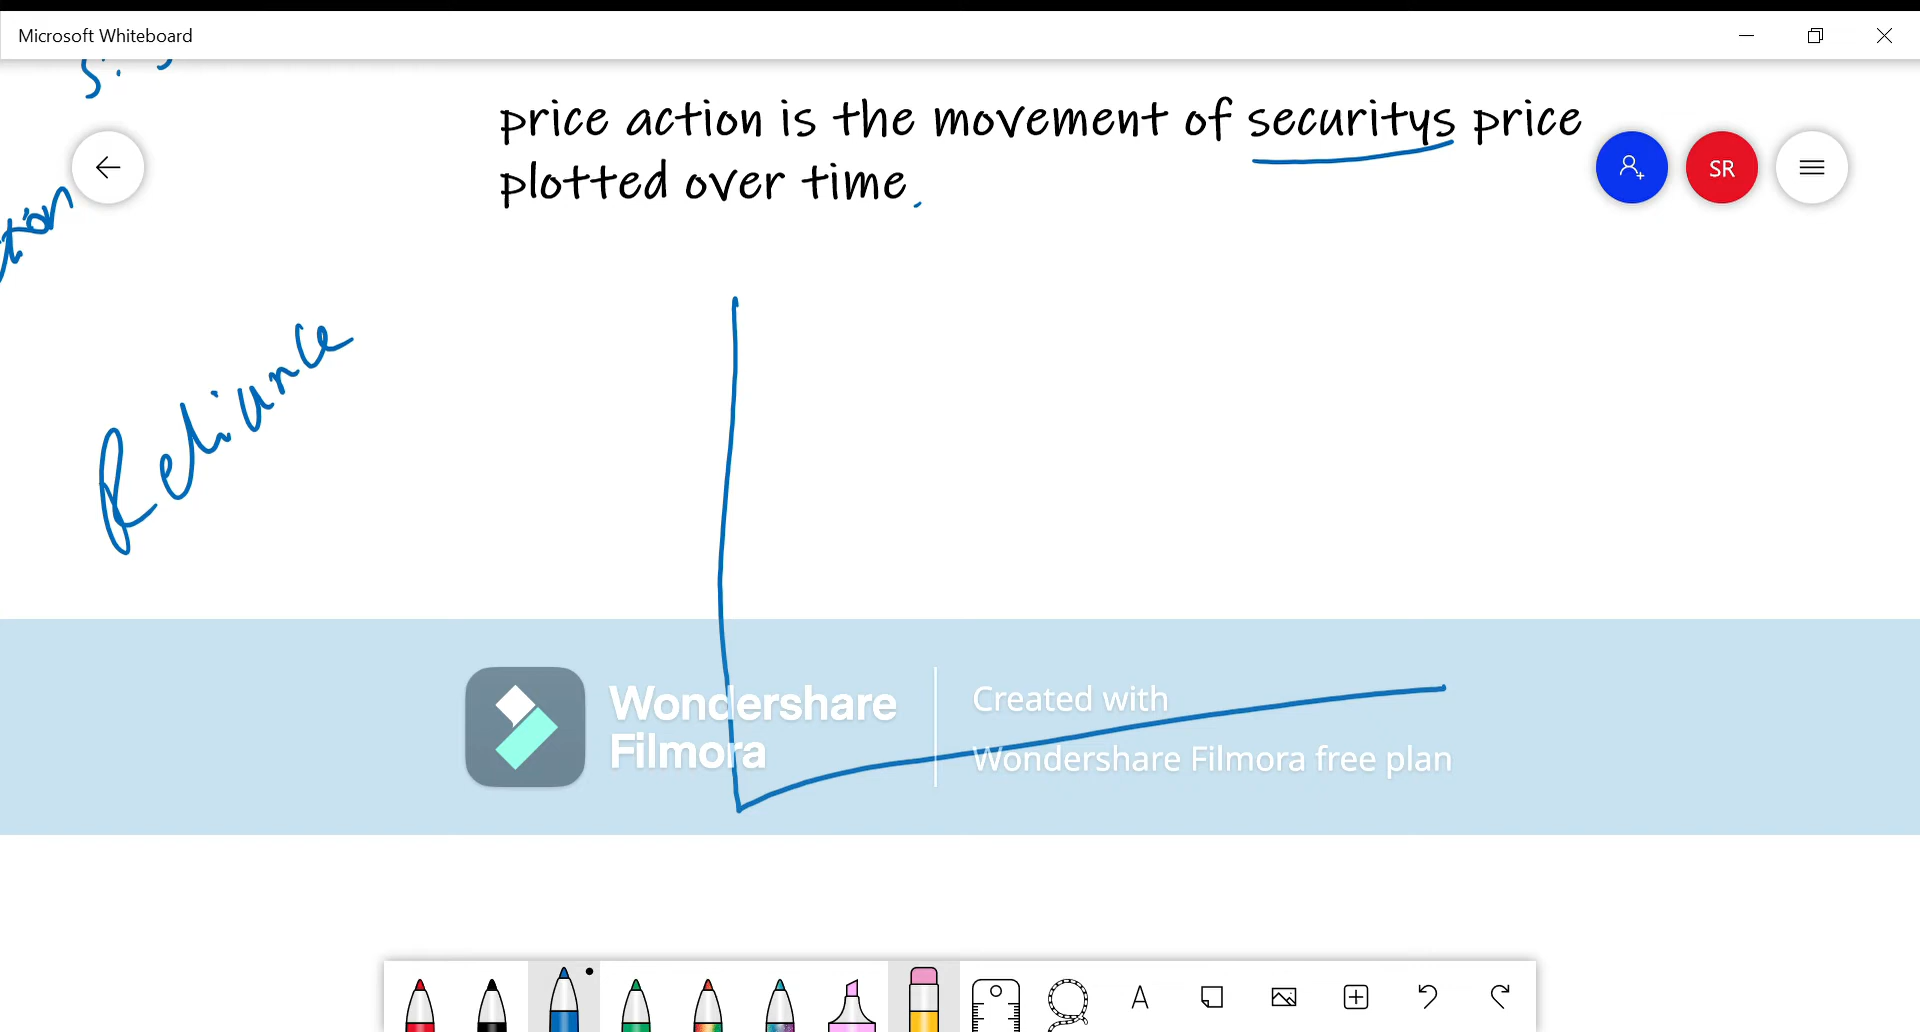 Microsoft Whiteboard
price action is the movement of securitys price
plotted over time.
SR
Reliance
Wondershare
Filmora
Created with
Wondershare Filmora free plan